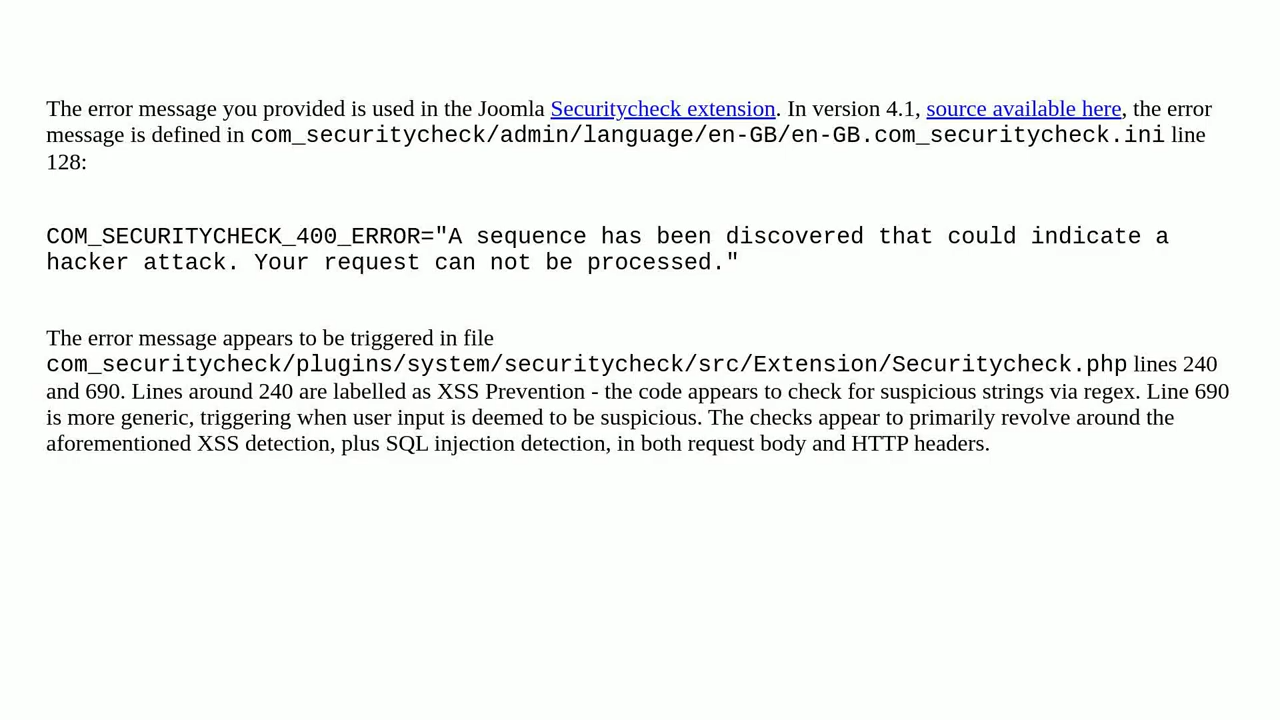 The error message you provided is used in the Joomla Securitycheck extension. In version 4.1, source available here, the error
message is defined in com_securitycheck/admin/language/en-GB/en-GB.com_securitycheck.ini line
128:
COM_SECURITYCHECK_400_ERROR="A sequence has been discovered that could indicate a
hacker attack. Your request can not be processed."
The error message appears to be triggered in file
com_securitycheck/plugins/system/securitycheck/src/Extension/Securitycheck.php lines 240
and 690. Lines around 240 are labelled as XSS Prevention - the code appears to check for suspicious strings via regex. Line 690
is more generic, triggering when user input is deemed to be suspicious. The checks appear to primarily revolve around the
aforementioned XSS detection, plus SQL injection detection, in both request body and HTTP headers.